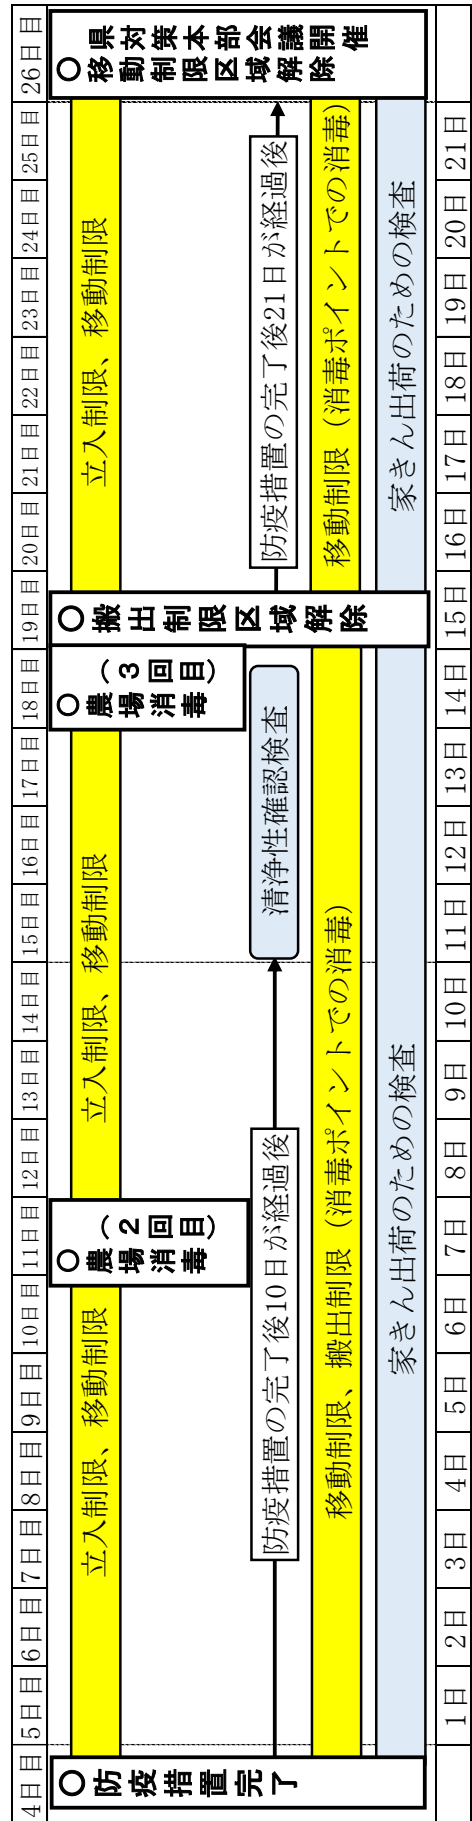 4日目 5日目 6日目 7日目 8日目 9日目 10日目 11日目 12日目 13日目 14日目 15日目 16日目 17日目 18日目 19日目 20日目 21日目 22日目 23日目 24日目 25日目 26日目
○防疫措置完了
立入制限、移動制限
○農場消毒
（２回目）
立入制限、移動制限
○農場消毒
（３回目）
○搬出制限区域解除
立入制限、移動制限
○移動制限区域解除
県対策本部会議開催
防疫措置の完了後10日が経過後
清浄性確認検査
防疫措置の完了後21日が経過後
移動制限、搬出制限（消毒ポイントでの消毒）
移動制限（消毒ポイントでの消毒）
家きん出荷のための検査
家きん出荷のための検査
1日 2日 3日 4日 5日 6日 7日 8日 9日 10日 11日 12日 13日 14日 15日 16日 17日 18日 19日 20日 21日